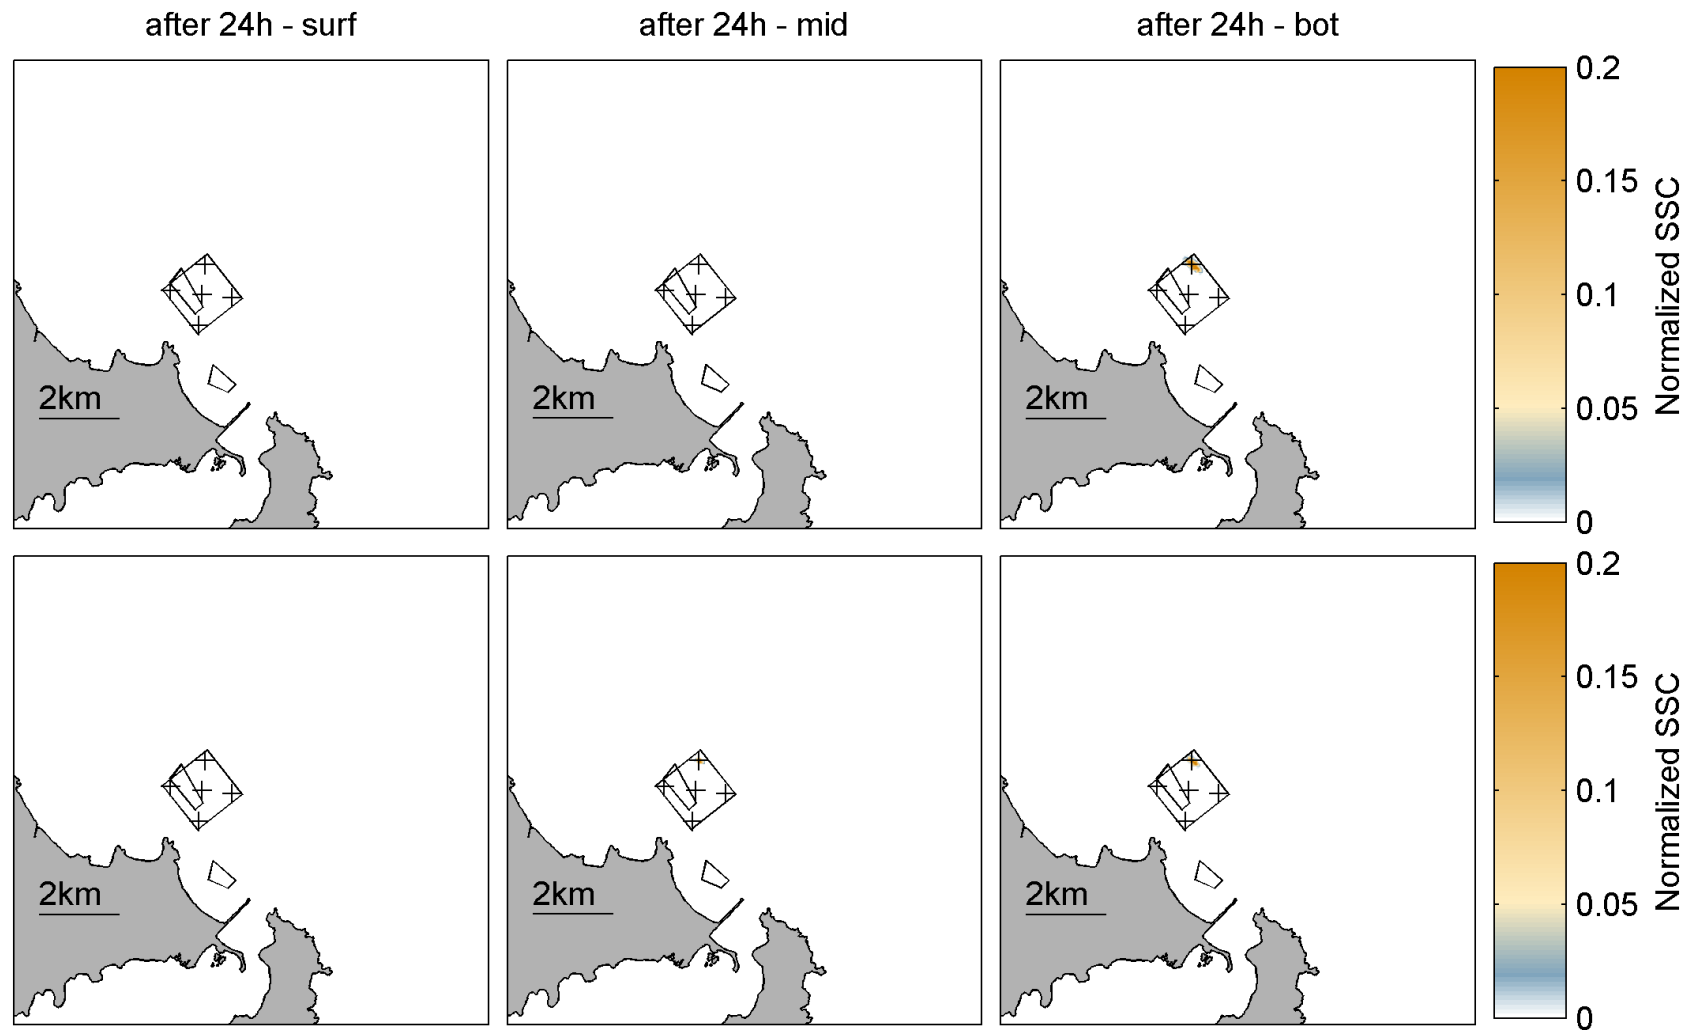 after 24h - surf
after 24h - mid
after 24h - bot
2km
2km
2km
0.2
0.15
0.1
0.05
0
Normalized SSC
2km
2km
2km
0.2
0.15
0.1
0.05
0
Normalized SSC